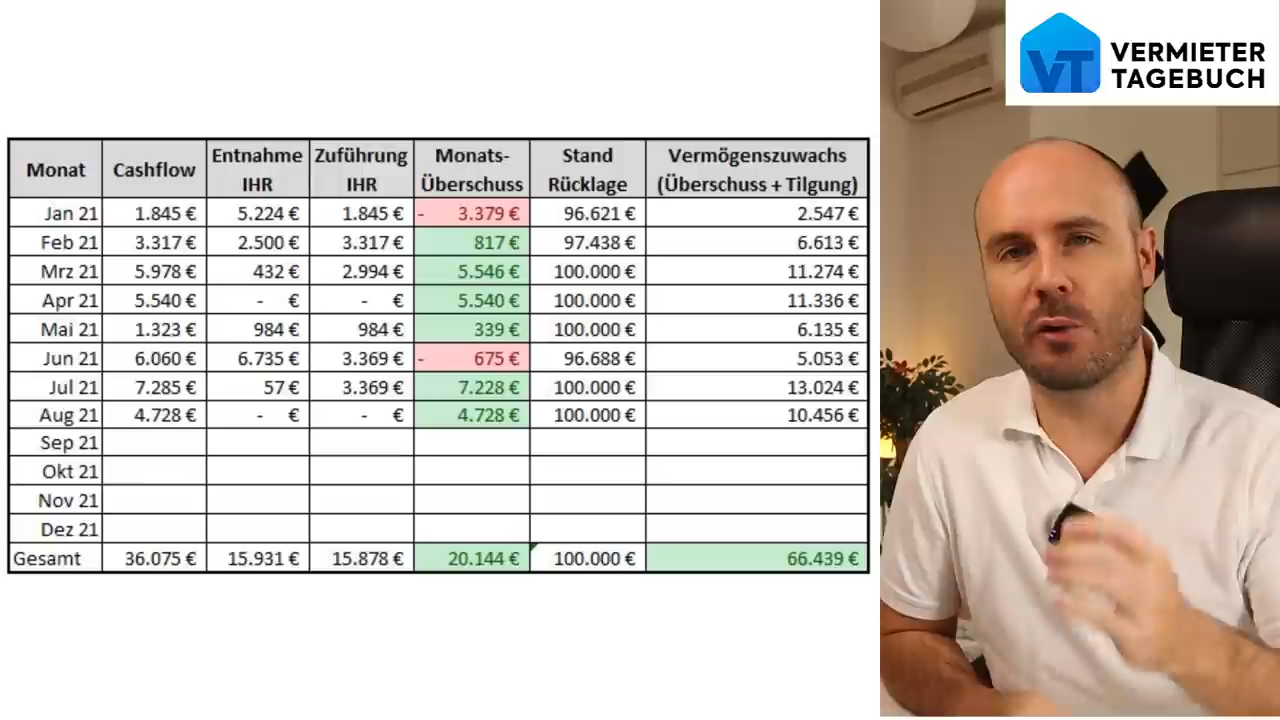 VERMIETER
TAGEBUCH
VT
Monat Cashflow Entnahme IHR Zuführung IHR Monats-Überschuss Stand Rücklage Vermögenszuwachs (Überschuss + Tilgung)
Jan 21 1.845 € 5.224 € 1.845 € - 3.379 € 96.621 € 2.547 €
Feb 21 3.317 € 2.500 € 3.317 € 817 € 97.438 € 6.613 €
Mrz 21 5.978 € 432 € 2.994 € 5.546 € 100.000 € 11.274 €
Apr 21 5.540 € - € - € 5.540 € 100.000 € 11.336 €
Mai 21 1.323 € 984 € 984 € 339 € 100.000 € 6.135 €
Jun 21 6.060 € 6.735 € 3.369 € - 675 € 96.688 € 5.053 €
Jul 21 7.285 € 57 € 3.369 € 7.228 € 100.000 € 13.024 €
Aug 21 4.728 € - € - € 4.728 € 100.000 € 10.456 €
Sep 21
Okt 21
Nov 21
Dez 21
Gesamt 36.075 € 15.931 € 15.878 € 20.144 € 100.000 € 66.439 €